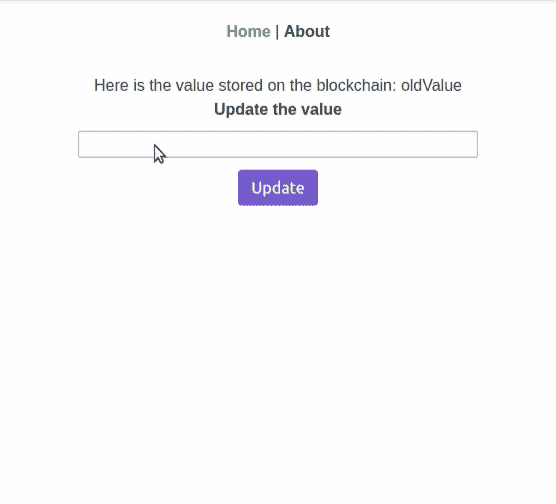 Home | About
Here is the value stored on the blockchain: oldValue
Update the value
Update